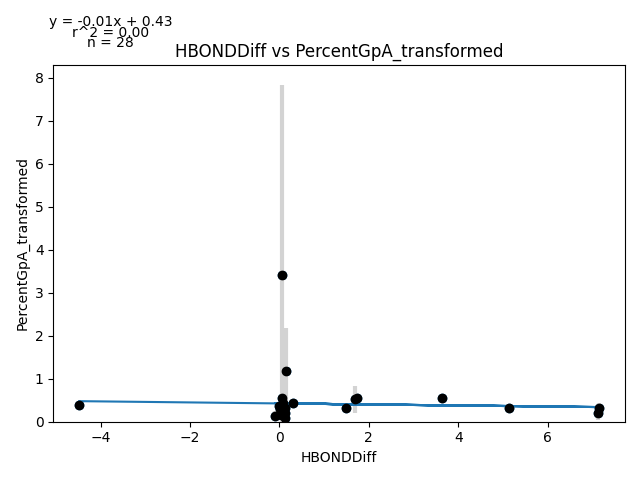 y = -0.01x + 0.43
r^2 = 0.00
n = 28
HBONDDiff vs PercentGpA_transformed
PercentGpA_transformed
8
7
6
5
4
3
2
1
0
−4
−2
0
2
4
6
HBONDDiff